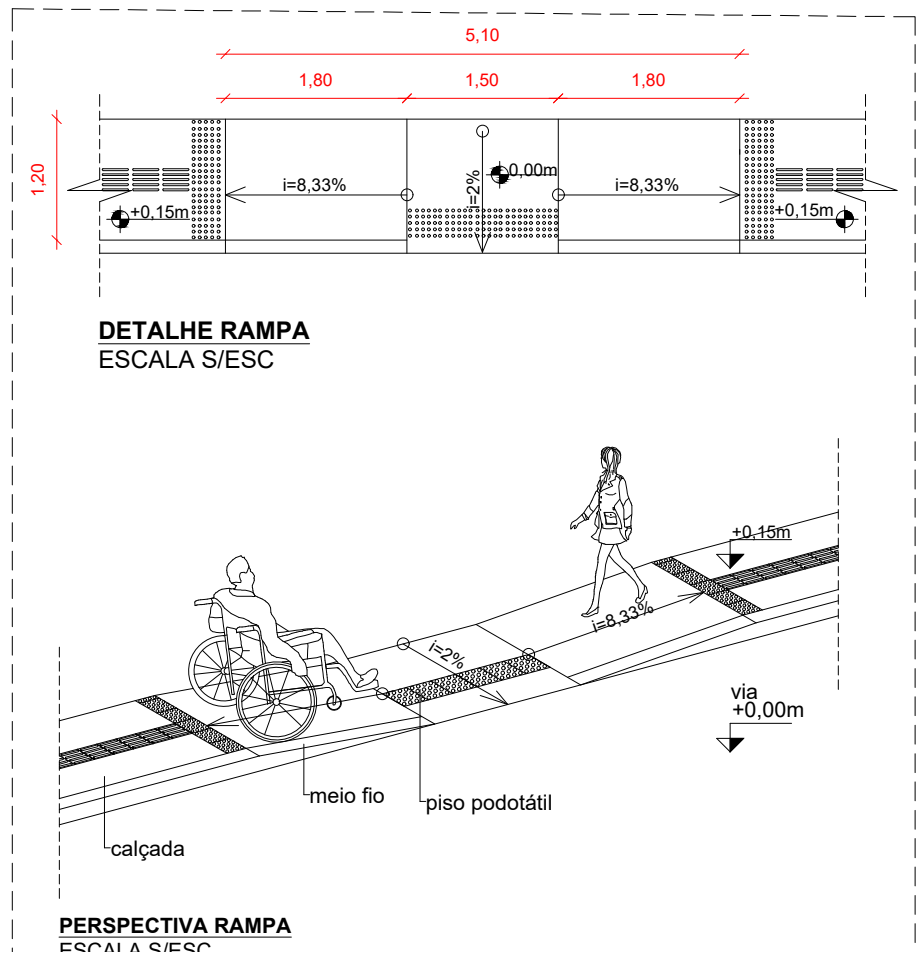 5,10
1,80
1,50
1,80
1,20
i=8,33%
i=2%
+0,00m
i=8,33%
+0,15m
+0,15m
DETALHE RAMPA
ESCALA S/ESC
+0,15m
i=8,33%
i=2%
via
+0,00m
meio fio
piso podotátil
calçada
PERSPECTIVA RAMPA
ESCALA S/ESC